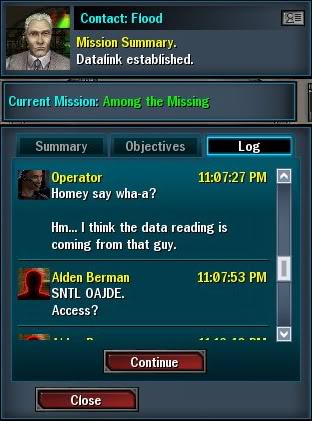 Contact: Flood
Mission Summary.
Datalink established.
Current Mission: Among the Missing
Summary
Objectives
Log
Operator 11:07:27 PM
Homey say wha-a?
Hm... I think the data reading is
coming from that guy.
Alden Berman 11:07:53 PM
SNTL OAJDE.
Access?
Continue
Close